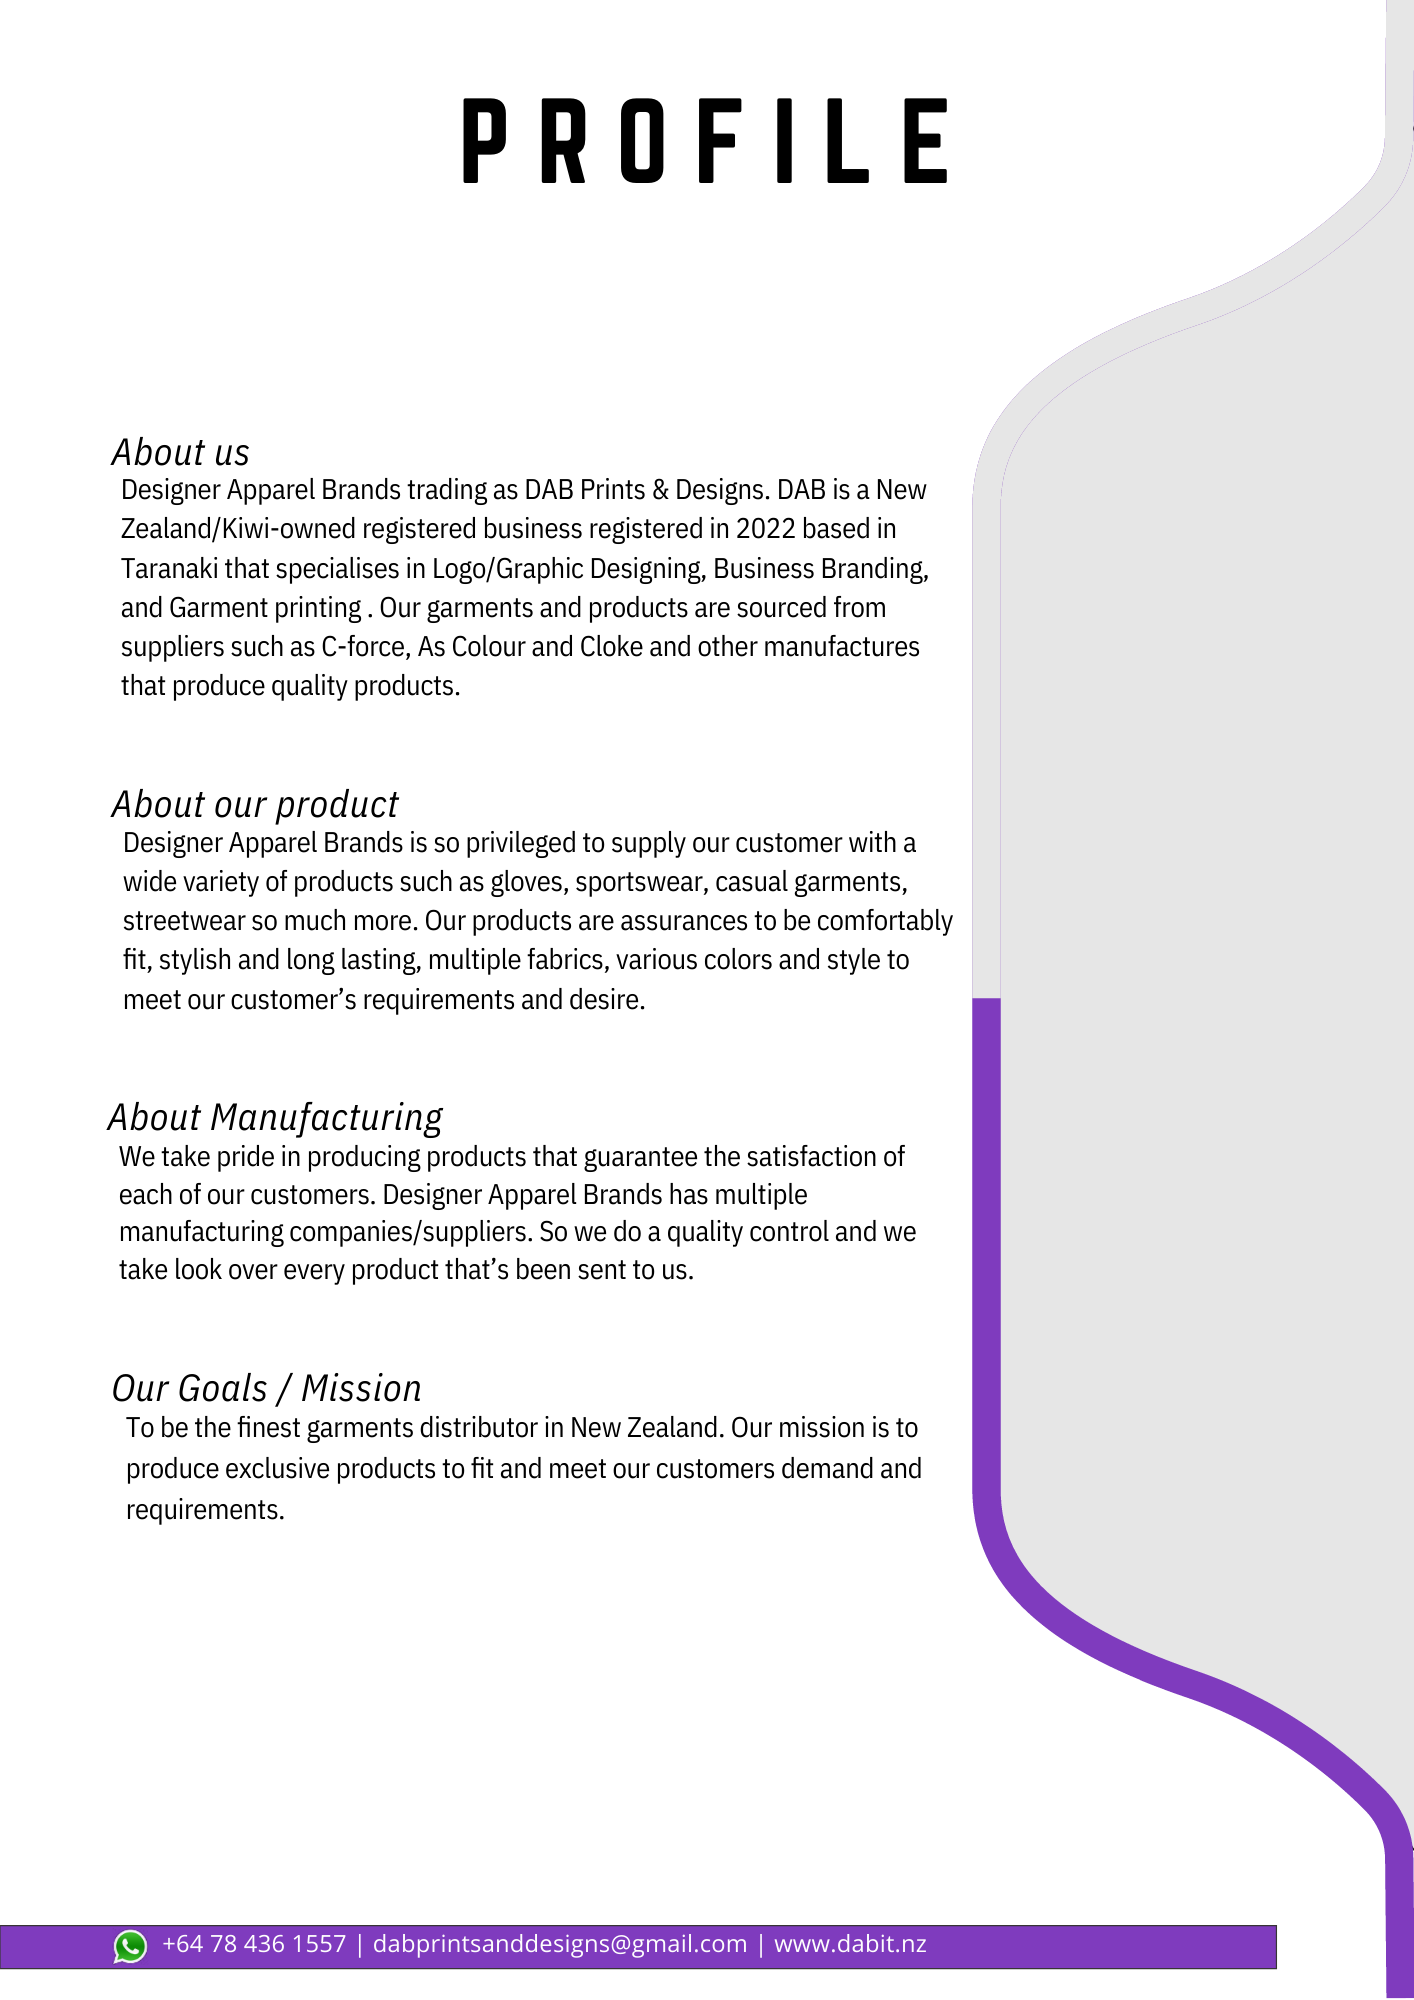 PROFILE
About us
Designer Apparel Brands trading as DAB Prints & Designs. DAB is a New
Zealand/Kiwi-owned registered business registered in 2022 based in
Taranaki that specialises in Logo/Graphic Designing, Business Branding,
and Garment printing . Our garments and products are sourced from
suppliers such as C-force, As Colour and Cloke and other manufactures
that produce quality products.
About our product
Designer Apparel Brands is so privileged to supply our customer with a
wide variety of products such as gloves, sportswear, casual garments,
streetwear so much more. Our products are assurances to be comfortably
fit, stylish and long lasting, multiple fabrics, various colors and style to
meet our customer’s requirements and desire.
About Manufacturing
We take pride in producing products that guarantee the satisfaction of
each of our customers. Designer Apparel Brands has multiple
manufacturing companies/suppliers. So we do a quality control and we
take look over every product that’s been sent to us.
Our Goals / Mission
To be the finest garments distributor in New Zealand. Our mission is to
produce exclusive products to fit and meet our customers demand and
requirements.
+64 78 436 1557 | dabprintsanddesigns@gmail.com | www.dabit.nz